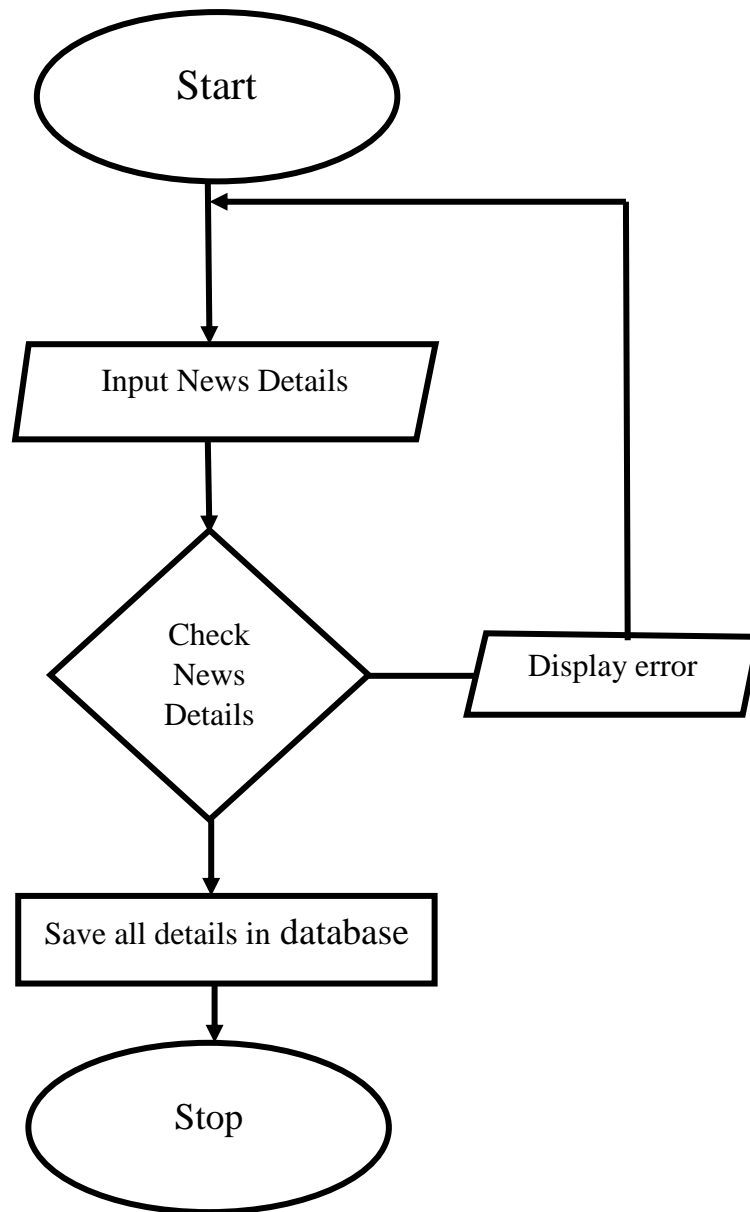 Start
Input News Details
Check
News
Details
Display error
Save all details in database
Stop